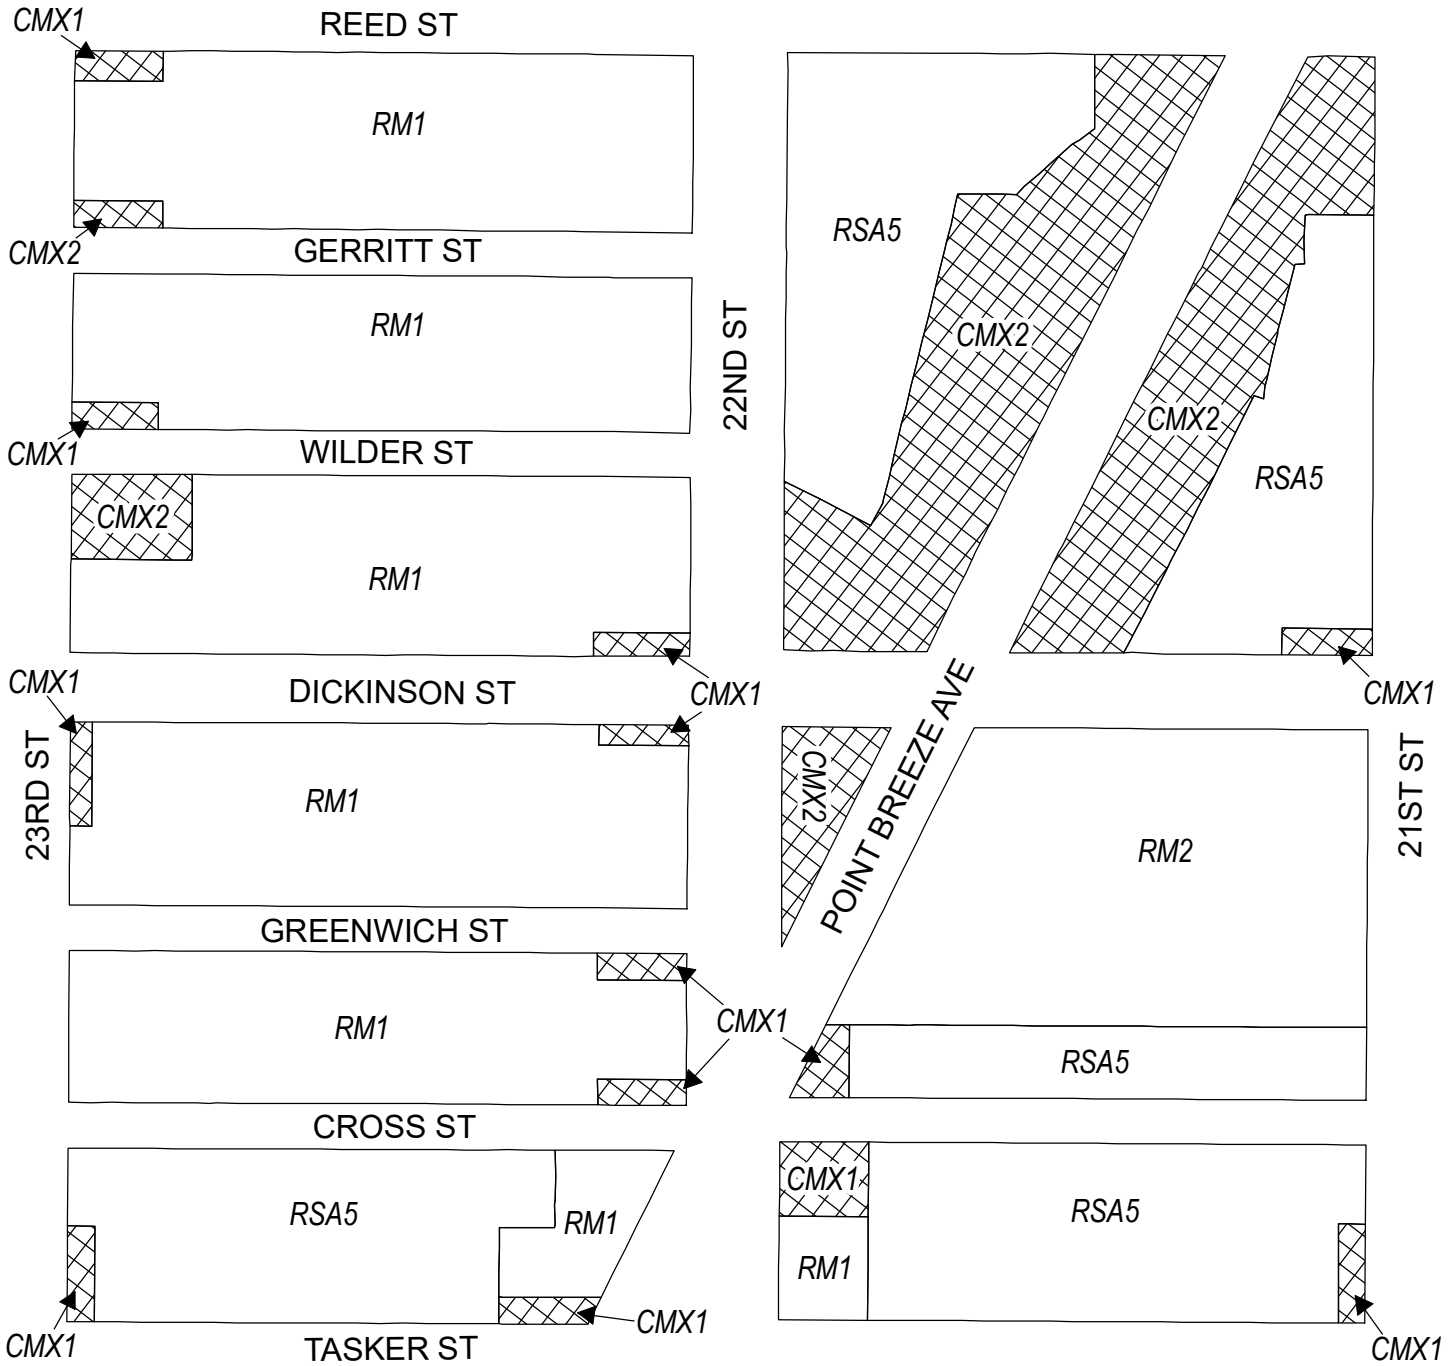 CMX1
REED ST
RM1
RSA5
CMX2
GERRITT ST
RM1
22ND ST
CMX2
CMX2
CMX1
WILDER ST
RSA5
CMX2
RM1
CMX1
DICKINSON ST
CMX1
CMX1
POINT BREEZE AVE
23RD ST
RM1
CMX2
RM2
21ST ST
GREENWICH ST
RM1
CMX1
RSA5
CROSS ST
RSA5
RM1
CMX1
RSA5
RM1
CMX1
CMX1
TASKER ST
CMX1